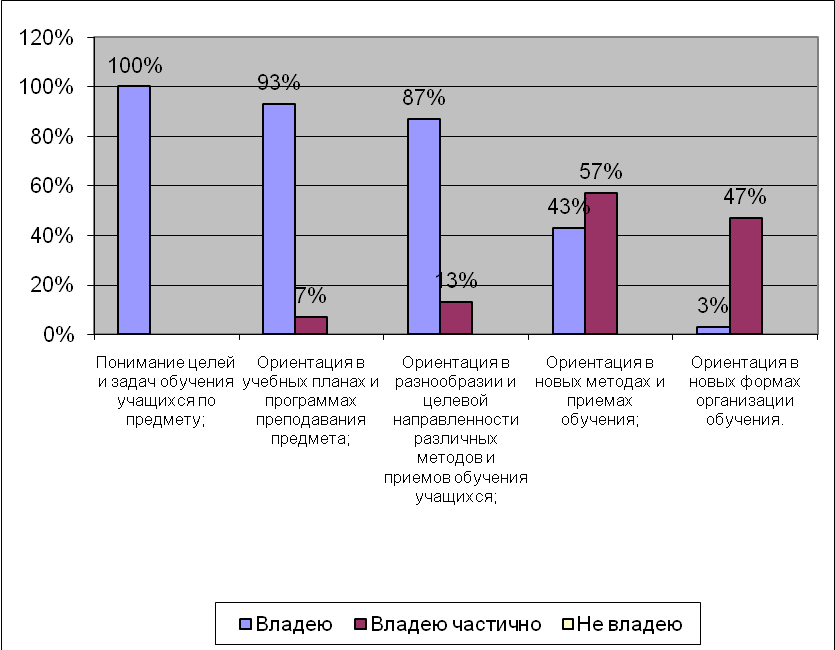 120%
100%
80%
60%
40%
20%
0%
100%
93%
7%
87%
13%
43%
57%
3%
47%
Понимание целей
и задач обучения
учащихся по
предмету;
Ориентация в
учебных планах и
программах
преподавания
предмета;
Ориентация в
разнообразии и
целевой
направленности
различных
методов и
приемов обучения
учащихся;
Ориентация в
новых методах и
приемах
обучения;
Ориентация в
новых формах
организации
обучения.
Владею
Владею частично
Не владею